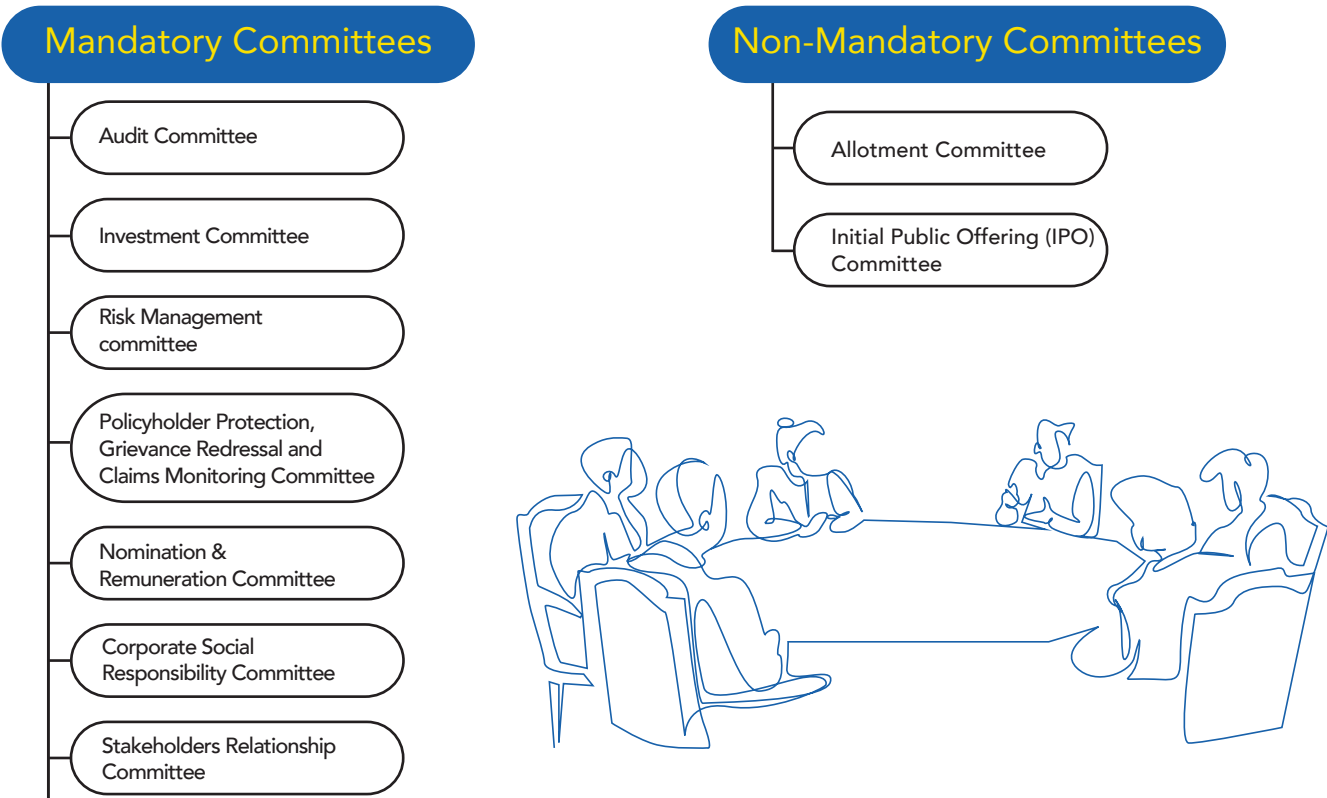 Mandatory Committees
Audit Committee
Investment Committee
Risk Management
committee
Policyholder Protection,
Grievance Redressal and
Claims Monitoring Committee
Nomination &
Remuneration Committee
Corporate Social
Responsibility Committee
Stakeholders Relationship
Committee
Non-Mandatory Committees
Allotment Committee
Initial Public Offering (IPO)
Committee